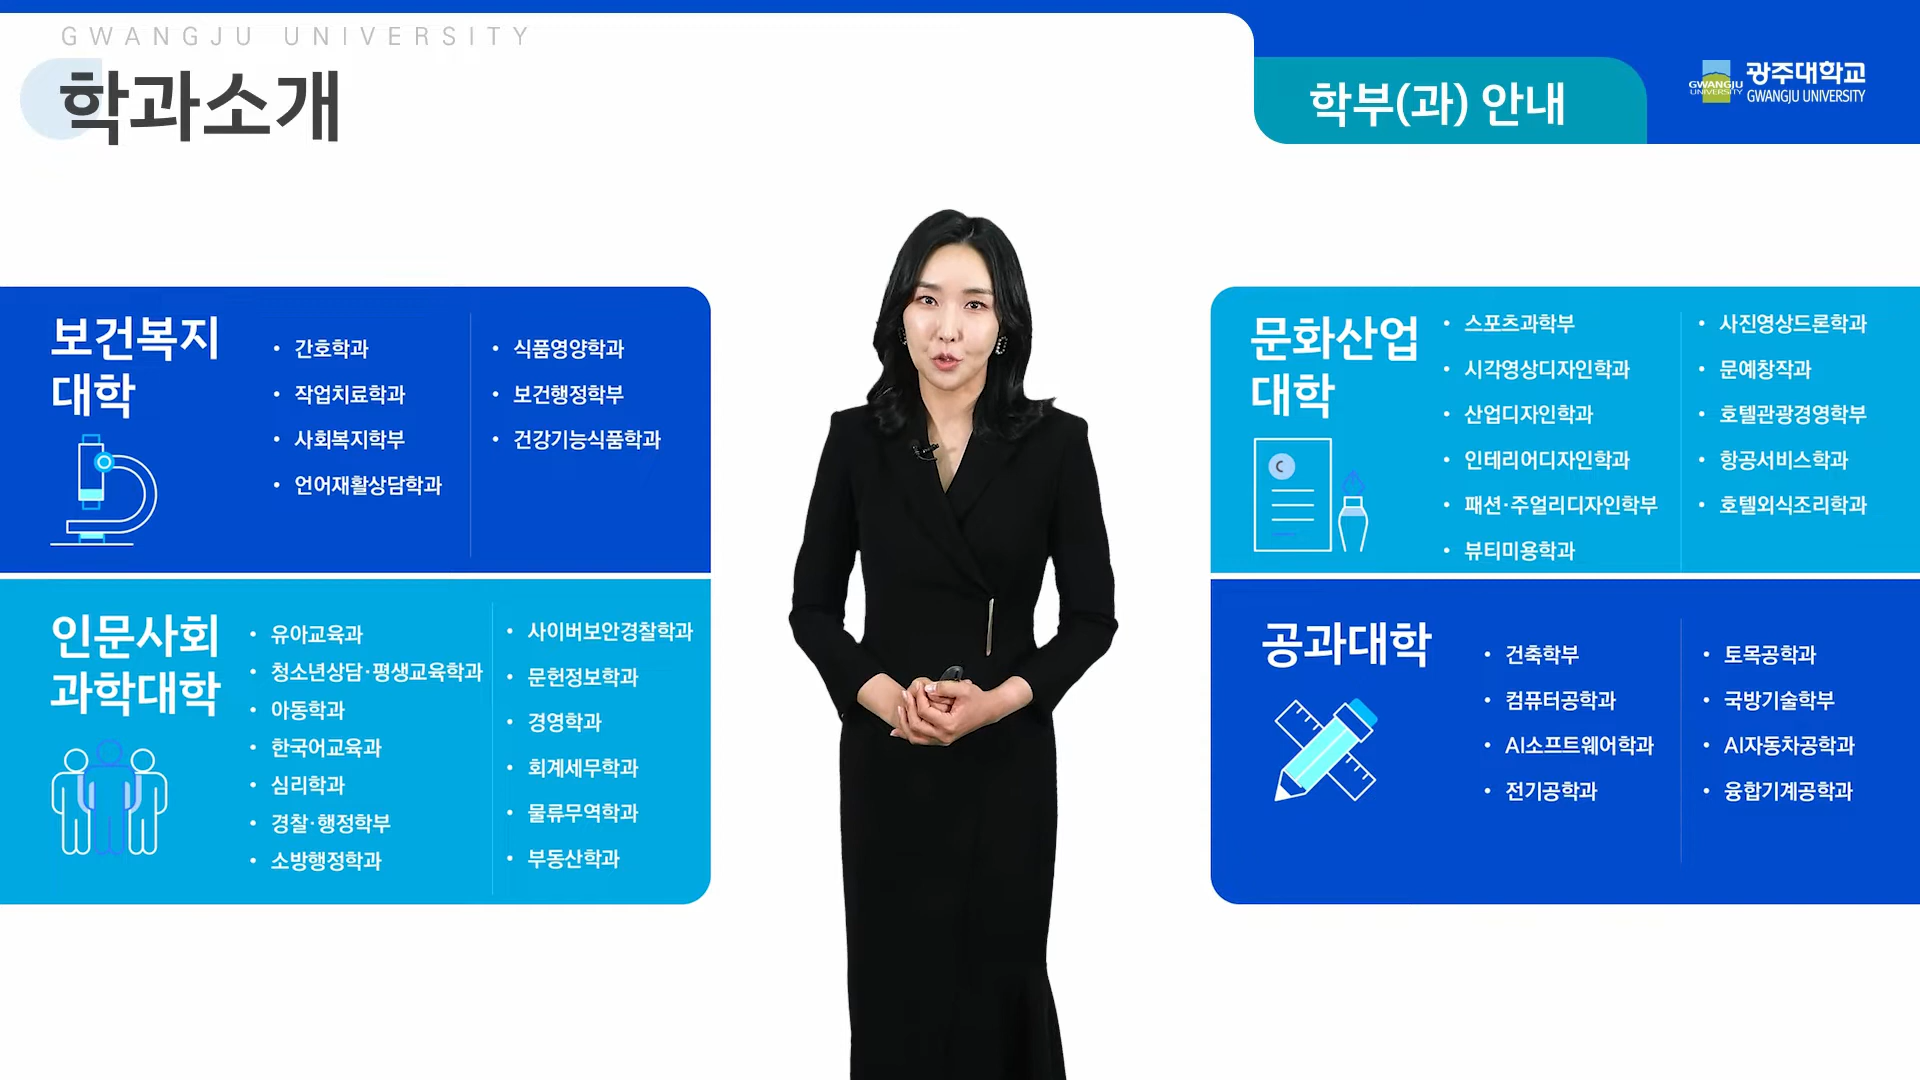 GWANGJU UNIVERSITY
학과소개
학부(과) 안내
GWANGJU
UNIVERSITY
광주대학교
GWANGJU UNIVERSITY
보건복지
대학
• 간호학과
• 작업치료학과
• 사회복지학부
• 언어재활상담학과
• 식품영양학과
• 보건행정학부
• 건강기능식품학과
인문사회
과학대학
• 유아교육과
• 청소년상담·평생교육학과
• 아동학과
• 한국어교육과
• 심리학과
• 경찰·행정학부
• 소방행정학과
• 사이버보안경찰학과
• 문헌정보학과
• 경영학과
• 회계세무학과
• 물류무역학과
• 부동산학과
문화산업
대학
C
• 스포츠과학부
• 시각영상디자인학과
• 산업디자인학과
• 인테리어디자인학과
• 패션·주얼리디자인학부
• 뷰티미용학과
• 사진영상드론학과
• 문예창작과
• 호텔관광경영학부
• 항공서비스학과
• 호텔외식조리학과
공과대학
• 건축학부
• 컴퓨터공학과
• AI소프트웨어학과
• 전기공학과
• 토목공학과
• 국방기술학부
• AI자동차공학과
• 융합기계공학과